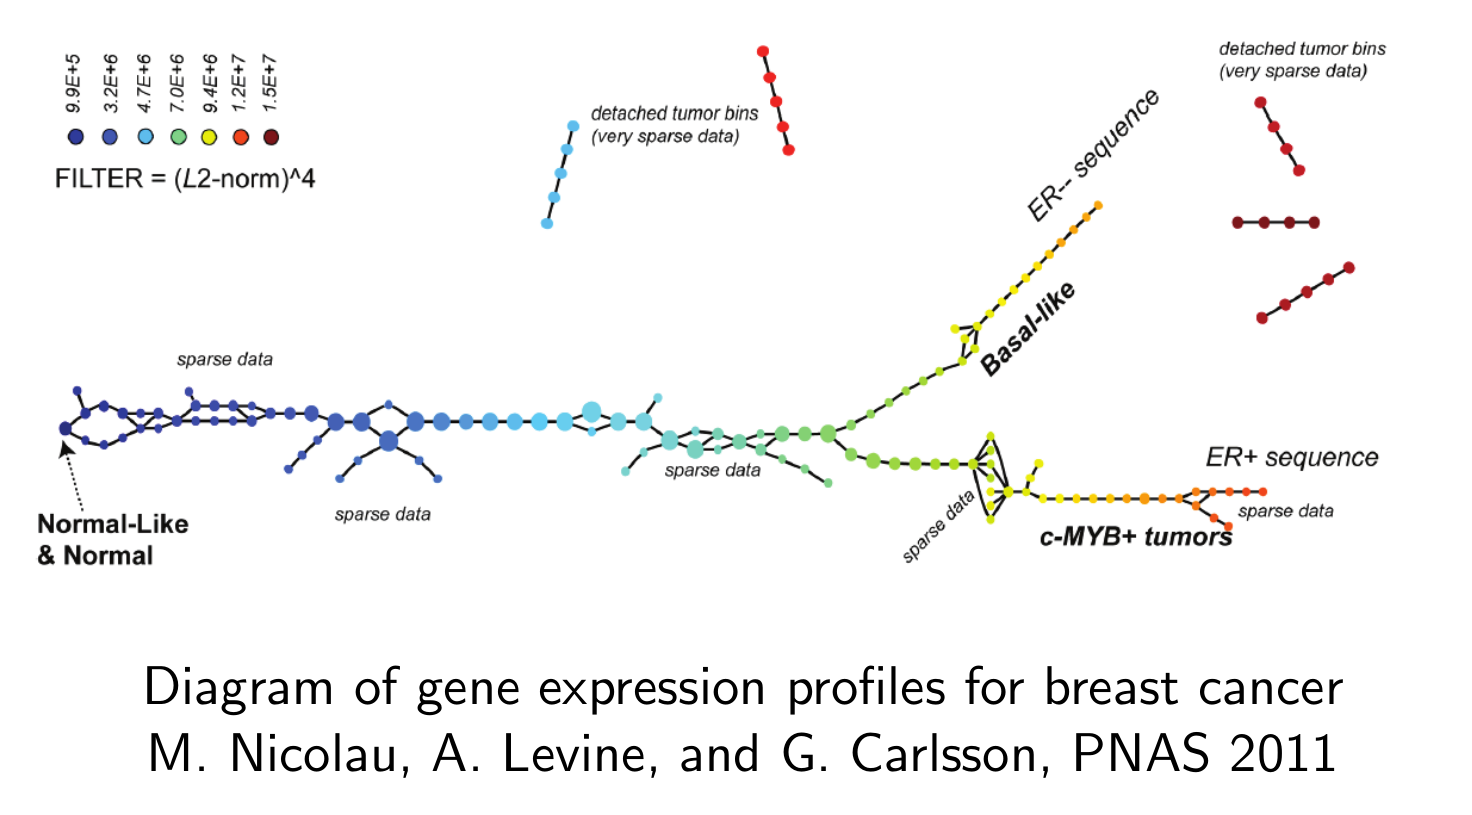 9.9E+5
3.2E+6
4.7E+6
7.0E+6
9.4E+6
1.2E+7
1.5E+7
FILTER = (L2-norm)^4
detached tumor bins
(very sparse data)
detached tumor bins
(very sparse data)
ER-- sequence
Basal-like
sparse data
sparse data
sparse data
sparse data
ER+ sequence
sparse data
c-MYB+ tumors
Normal-Like
& Normal
Diagram of gene expression profiles for breast cancer
M. Nicolau, A. Levine, and G. Carlsson, PNAS 2011